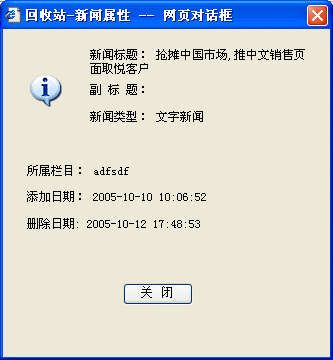 回收站-新闻属性 -- 网页对话框
新闻标题： 抢摊中国市场,推中文销售页
面取悦客户
副 标 题：
新闻类型： 文字新闻
所属栏目： adfsdf
添加日期： 2005-10-10 10:06:52
删除日期: 2005-10-12 17:48:53
关 闭